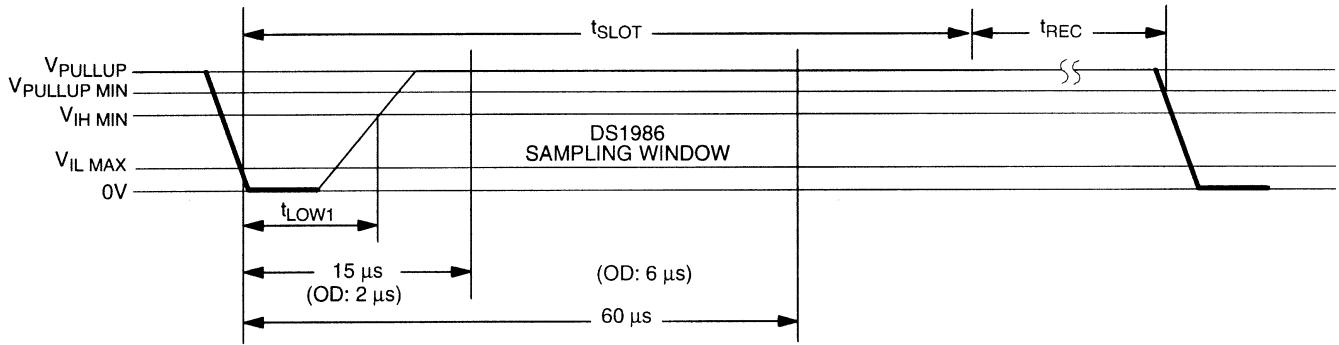 tSLOT
tREC
VPULLUP
VPULLUP MIN
VIH MIN
DS1986
SAMPLING WINDOW
VIL MAX
0V
tLOW1
15 µs
(OD: 2 µs)
(OD: 6 µs)
60 µs